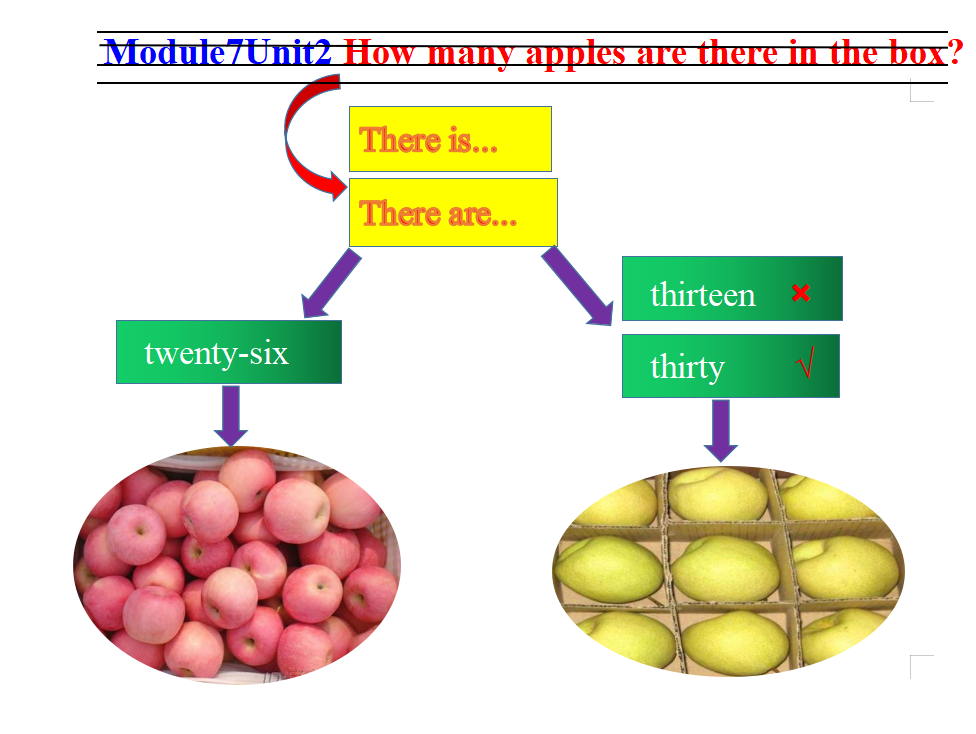 Module7Unit2 How many apples are there in the box?
There is...
There are...
twenty-six
thirteen ×
thirty √